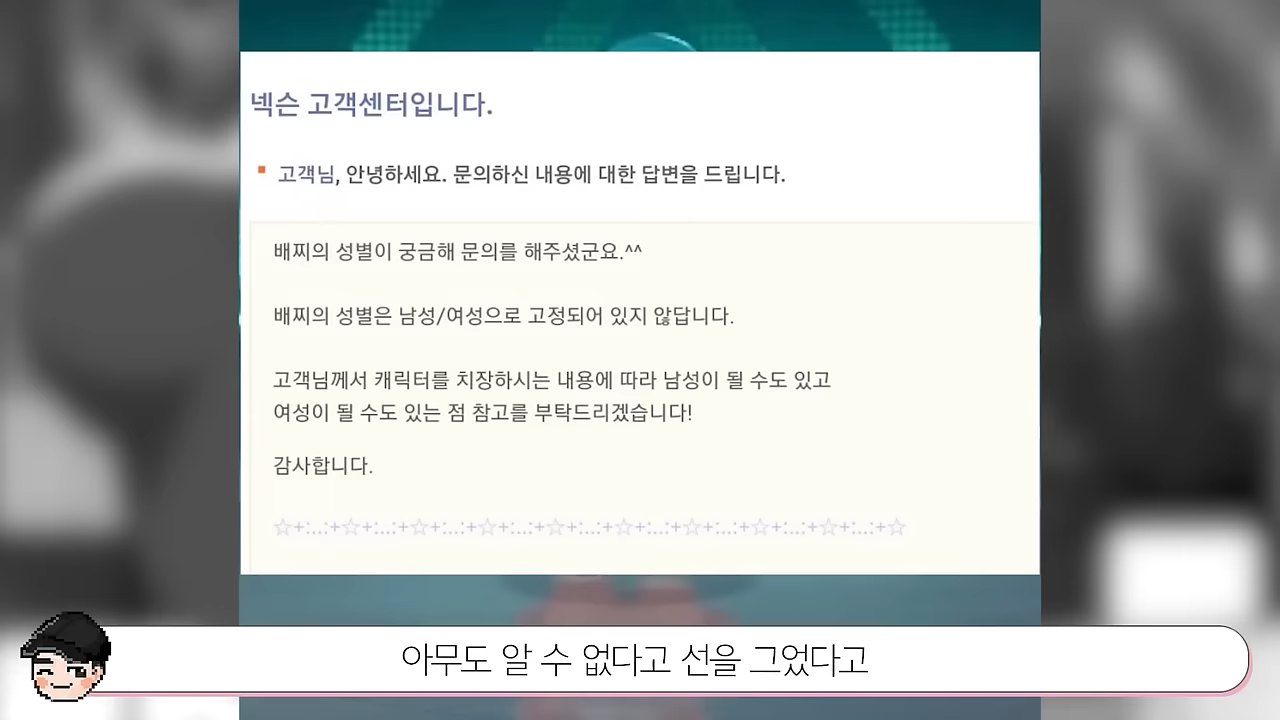 넥슨 고객센터입니다.
고객님, 안녕하세요. 문의하신 내용에 대한 답변을 드립니다.
배찌의 성별이 궁금해 문의를 해주셨군요.^^
배찌의 성별은 남성/여성으로 고정되어 있지 않답니다.
고객님께서 캐릭터를 치장하시는 내용에 따라 남성이 될 수도 있고
여성이 될 수도 있는 점 참고를 부탁드리겠습니다!
감사합니다.
☆+:...:+☆+:...:+☆+:...:+☆+:...:+☆+:...:+☆+:...:+☆+:...:+☆+:...:+☆+:...:+☆
아무도 알 수 없다고 선을 그었다고